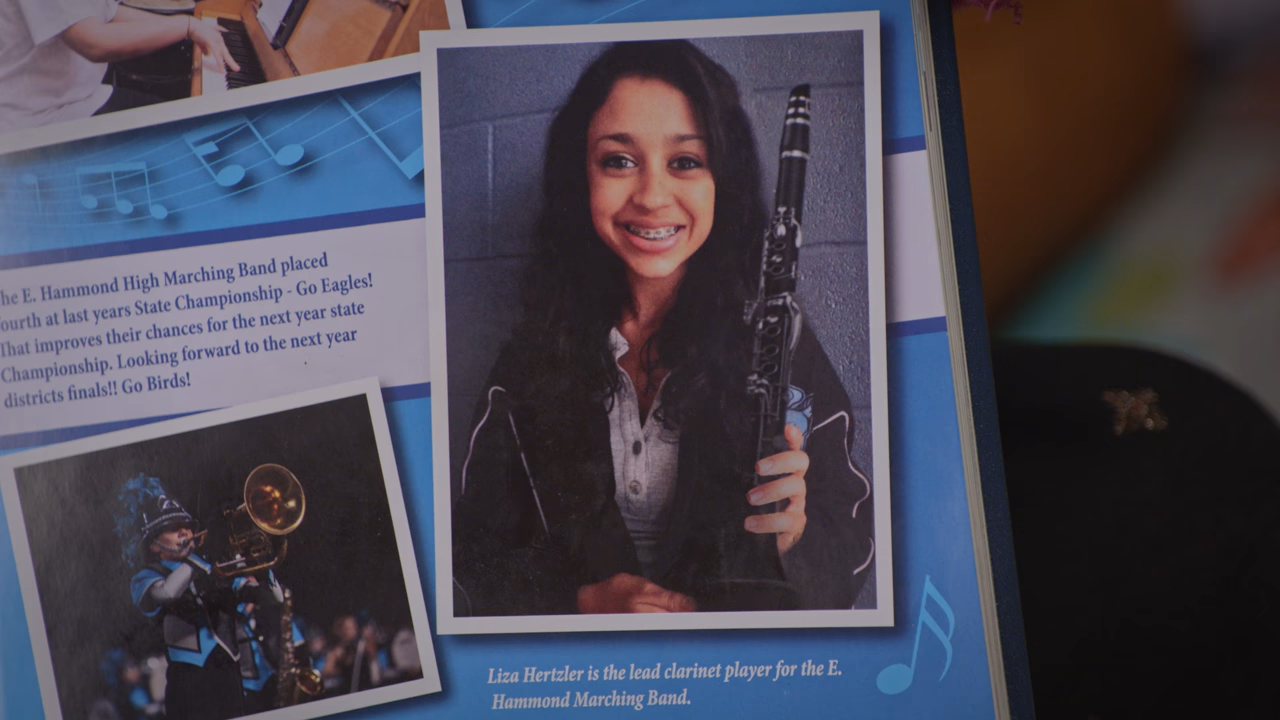 he E. Hammond High Marching Band placed
ourth at last years State Championship - Go Eagles!
That improves their chances for the next year state
Championship. Looking forward to the next year
districts finals!! Go Birds!
Liza Hertzler is the lead clarinet player for the E.
Hammond Marching Band.